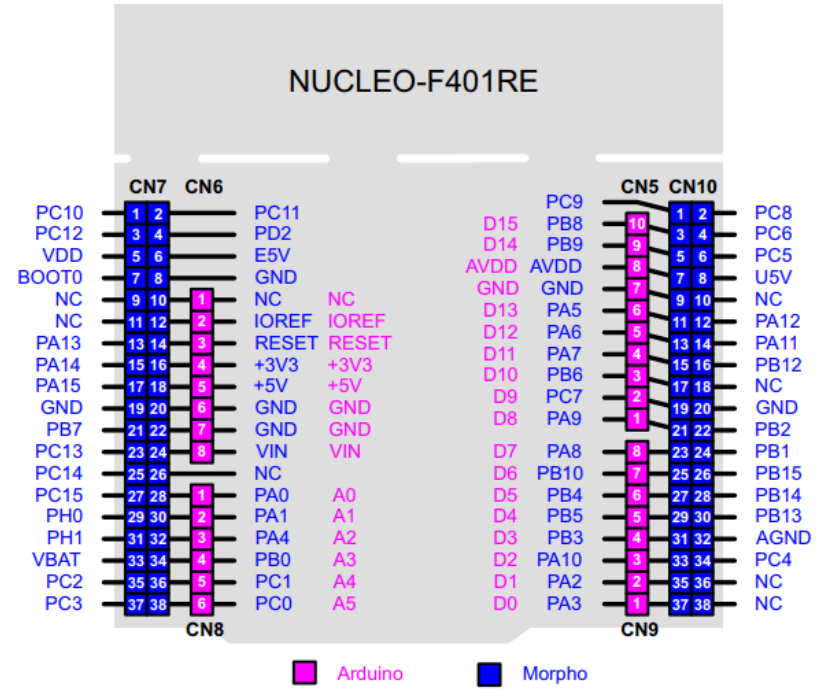 NUCLEO-F401RE
CN7 CN6 CN5 CN10
PC9
PC10 1 2 PC11 1 2 PC8
D15 PB8 10
PC12 3 4 PD2 3 4 PC6
D14 PB9 9
VDD 5 6 E5V 5 6 PC5
AVDD AVDD 8
BOOT0 7 8 GND 7 8 U5V
GND GND 7
NC 9 10 1 NC NC 9 10 NC
D13 PA5 6
NC 11 12 2 IOREF IOREF 11 12 PA12
D12 PA6 5
PA13 13 14 3 RESET RESET 13 14 PA11
D11 PA7 4
PA14 15 16 4 +3V3 +3V3 15 16 PB12
D10 PB6 3
PA15 17 18 5 +5V +5V 17 18 NC
D9 PC7 2
GND 19 20 6 GND GND 19 20 GND
D8 PA9 1
PB7 21 22 7 GND GND 21 22 PB2
PC13 23 24 8 VIN VIN D7 PA8 8 23 24 PB1
PC14 25 26 NC D6 PB10 7 25 26 PB15
PC15 27 28 1 PA0 A0 D5 PB4 6 27 28 PB14
PH0 29 30 2 PA1 A1 D4 PB5 5 29 30 PB13
PH1 31 32 3 PA4 A2 D3 PB3 4 31 32 AGND
VBAT 33 34 4 PB0 A3 D2 PA10 3 33 34 PC4
PC2 35 36 5 PC1 A4 D1 PA2 2 35 36 NC
PC3 37 38 6 PC0 A5 D0 PA3 1 37 38 NC
CN8 CN9
Arduino Morpho